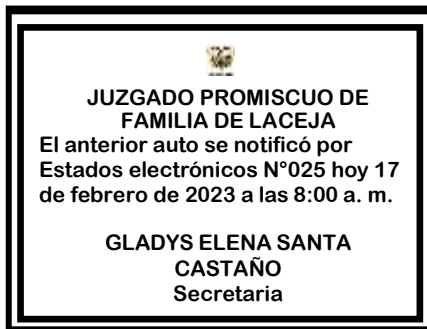 JUZGADO PROMISCUO DE
FAMILIA DE LACEJA
El anterior auto se notificó por
Estados electrónicos N°025 hoy 17
de febrero de 2023 a las 8:00 a. m.
GLADYS ELENA SANTA
CASTAÑO
Secretaria